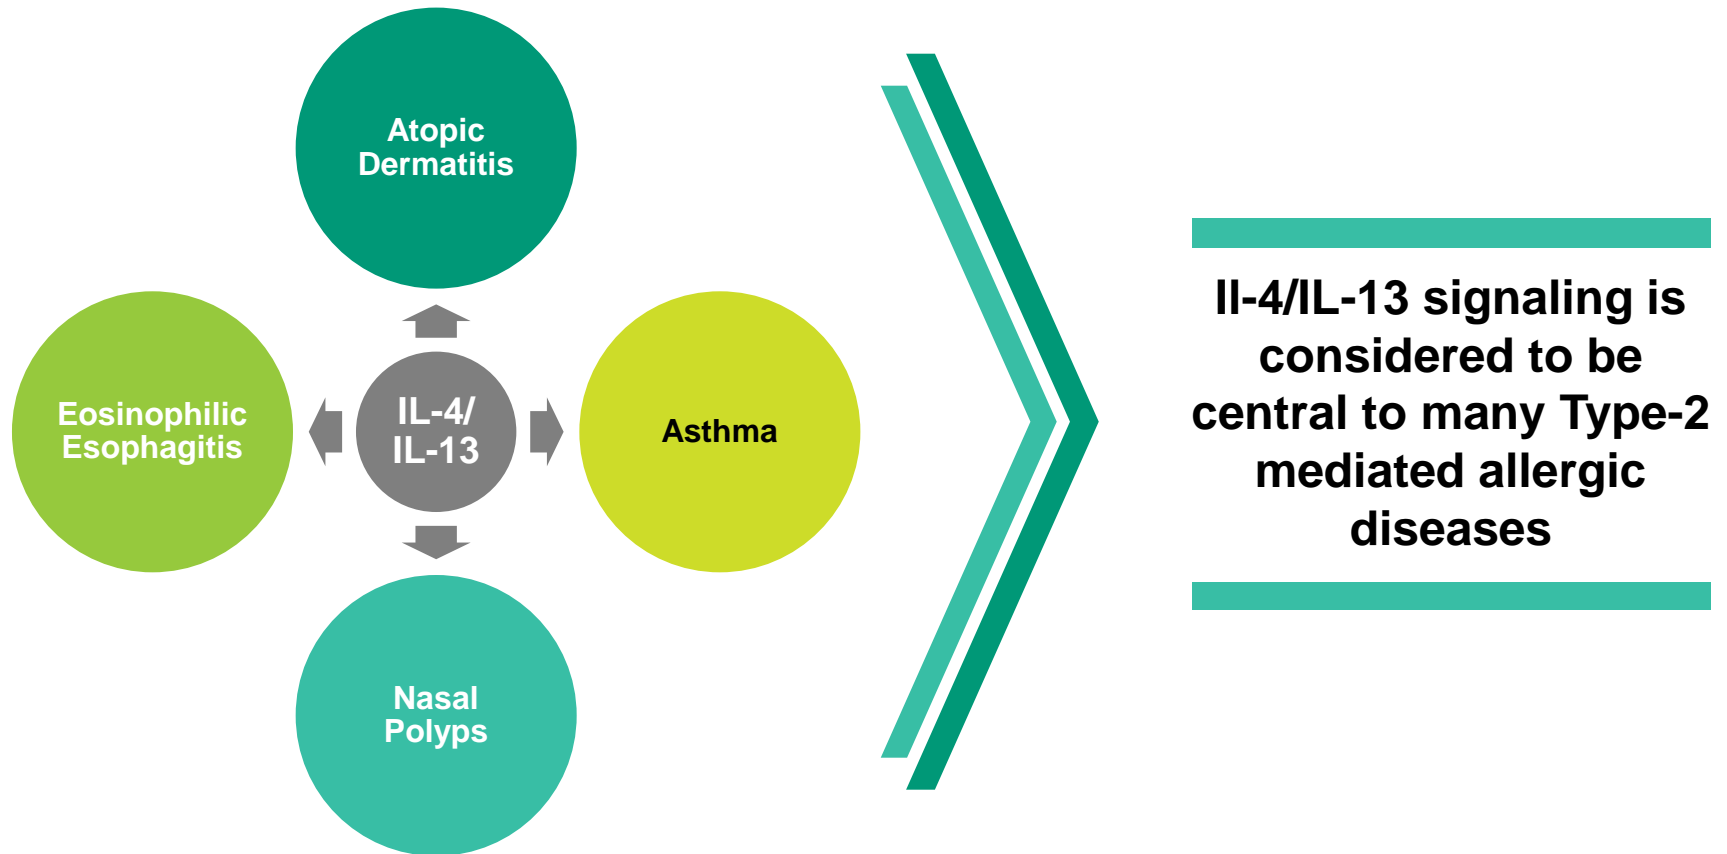 Atopic
Dermatitis
Eosinophilic
Esophagitis
IL-4/
IL-13
Asthma
Nasal
Polyps
Il-4/IL-13 signaling is
considered to be
central to many Type-2
mediated allergic
diseases